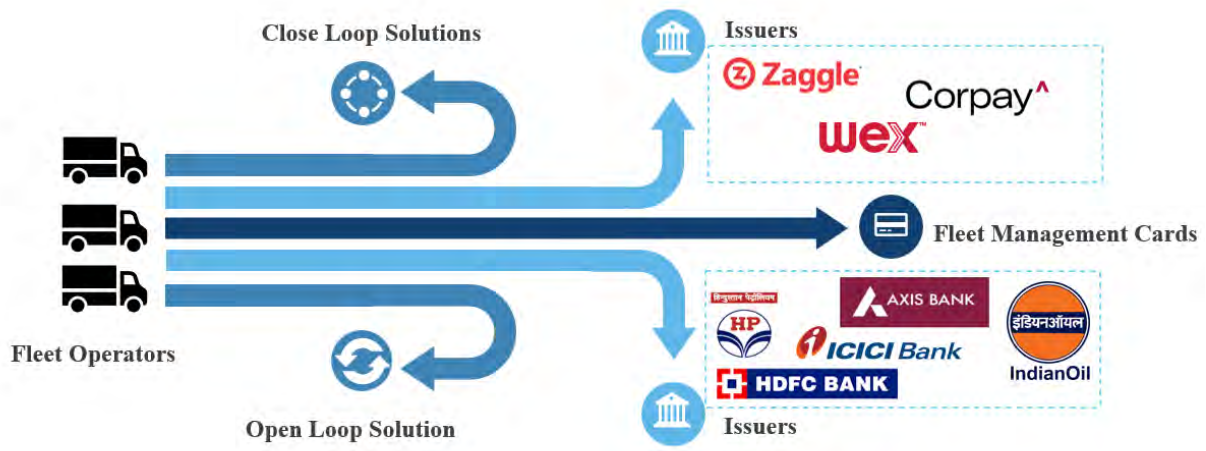 Close Loop Solutions
Issuers
Zaggle
Corpay^
wex™
Fleet Management Cards
Fleet Operators
हिन्दुस्तान पेट्रोलियम
HP
AXIS BANK
ICICI Bank
HDFC BANK
इंडियनऑयल
IndianOil
Open Loop Solution
Issuers